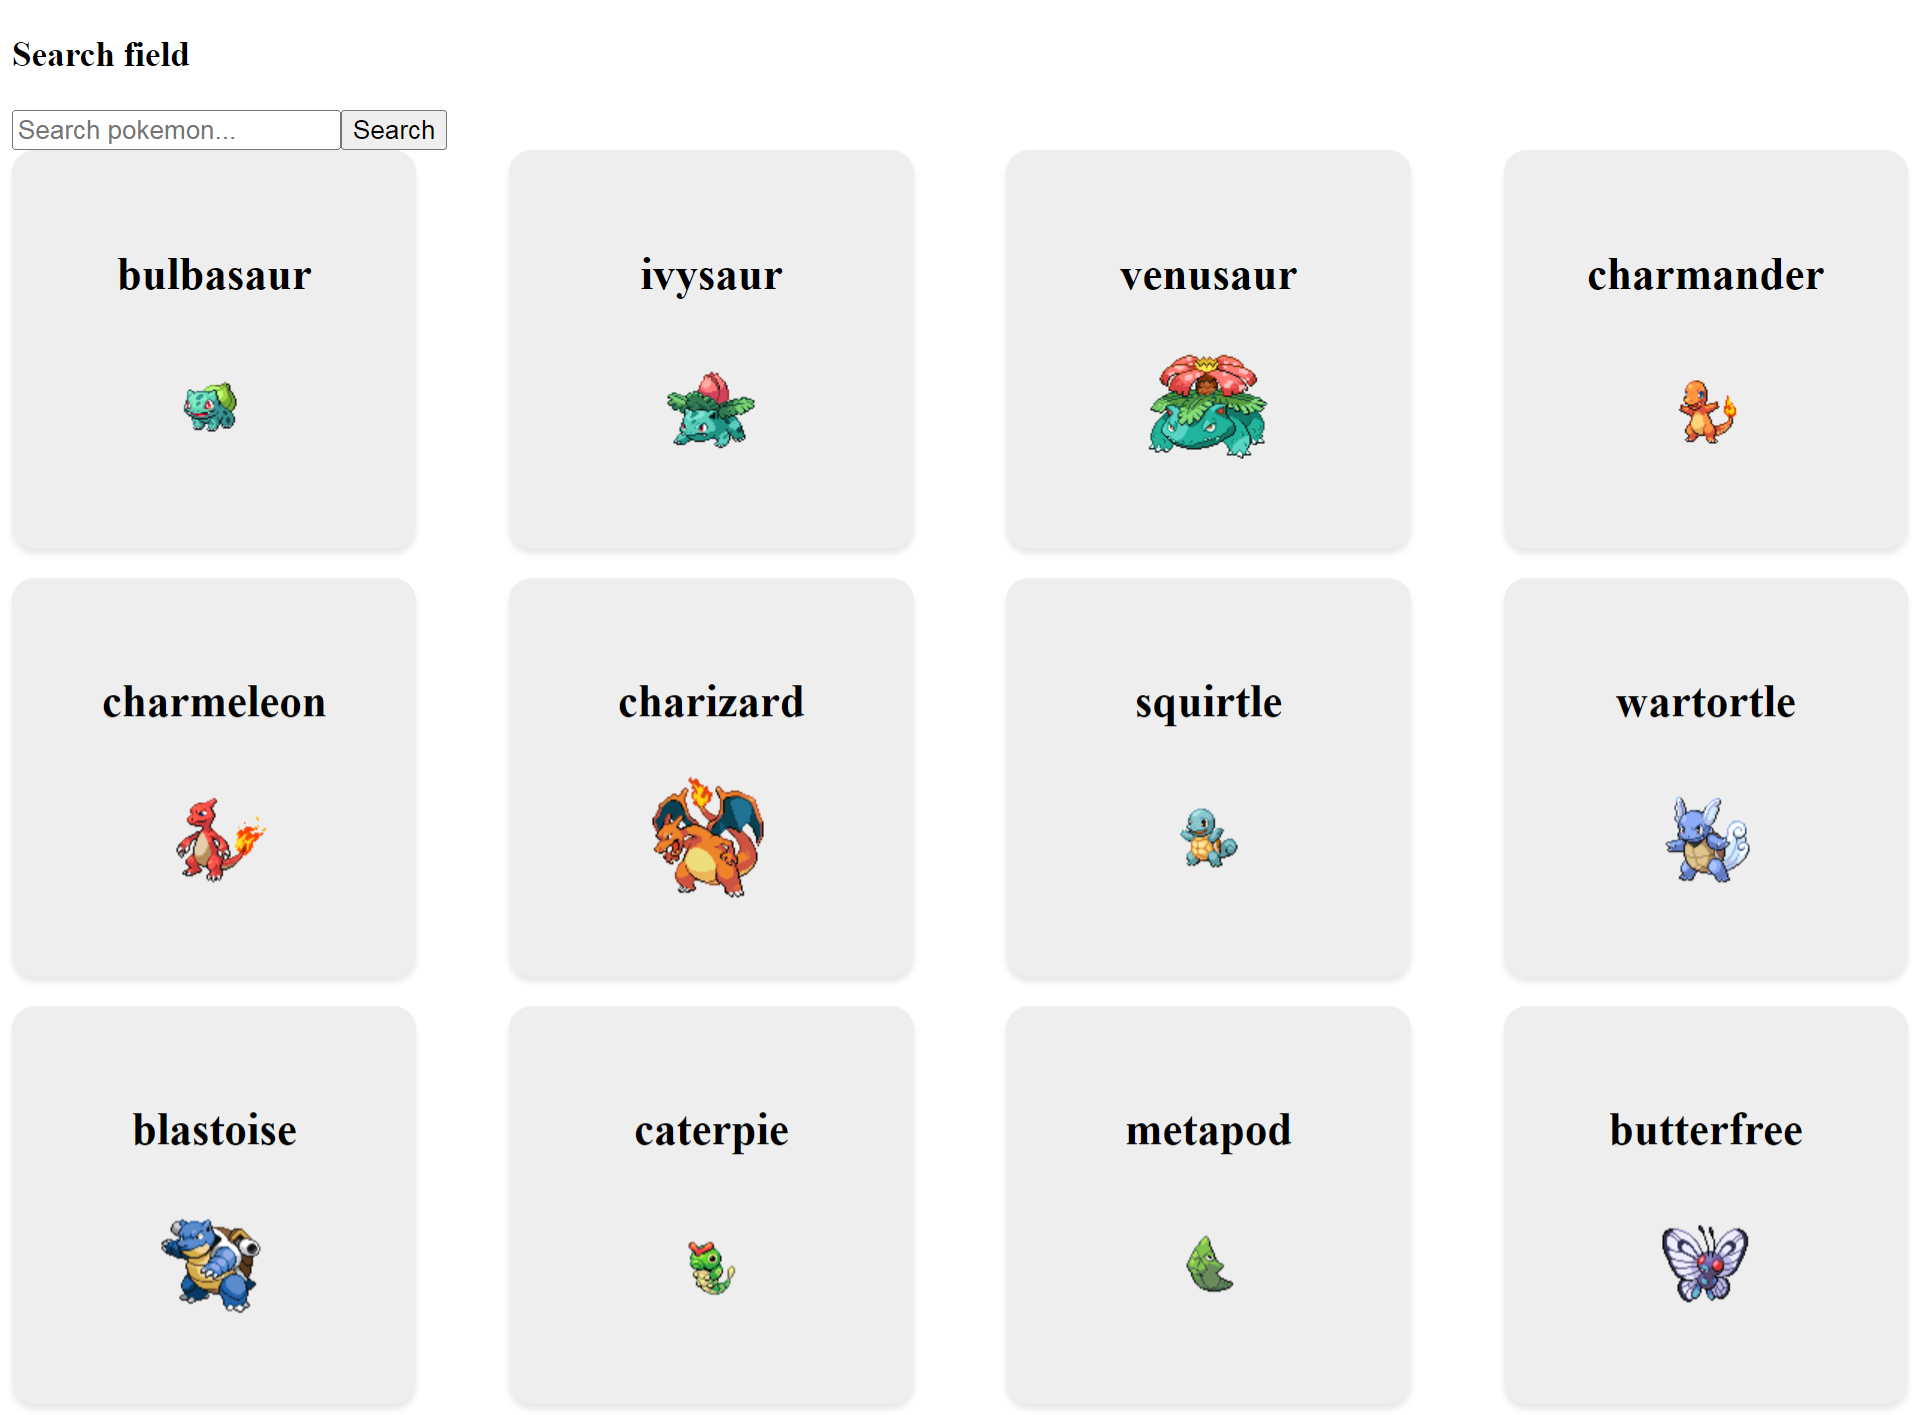 Search field
Search pokemon... Search
bulbasaur
ivysaur
venusaur
charmander
charmeleon
charizard
squirtle
wartortle
blastoise
caterpie
metapod
butterfree